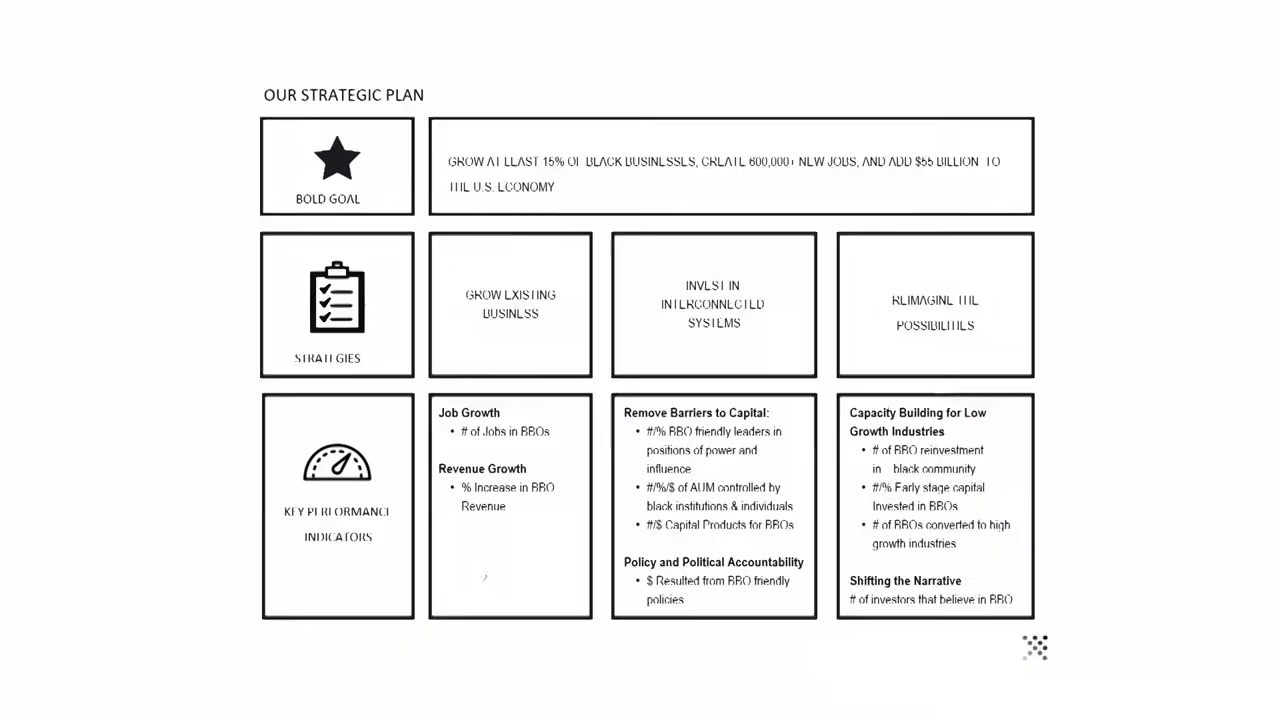 OUR STRATEGIC PLAN
BOLD GOAL
GROW AT LEAST 15% OF BLACK BUSINESSES, CREATE 600,000+ NEW JOBS, AND ADD $55 BILLION TO
THE U.S. ECONOMY
STRATEGIES
GROW EXISTING
BUSINESS
INVEST IN
INTERCONNECTED
SYSTEMS
REIMAGINE THE
POSSIBILITIES
KEY PERFORMANCE
INDICATORS
Job Growth
• # of Jobs in BBOs
Revenue Growth
• % Increase in BBO
Revenue
Remove Barriers to Capital:
• #/% BBO friendly leaders in
positions of power and
influence
• #/%/$ of AUM controlled by
black institutions & individuals
• #/$ Capital Products for BBOs
Policy and Political Accountability
• $ Resulted from BBO friendly
policies
Capacity Building for Low
Growth Industries
• # of BBO reinvestment
in black community
• #/% Early stage capital
Invested in BBOs
• # of BBOs converted to high
growth industries
Shifting the Narrative
# of investors that believe in BBO